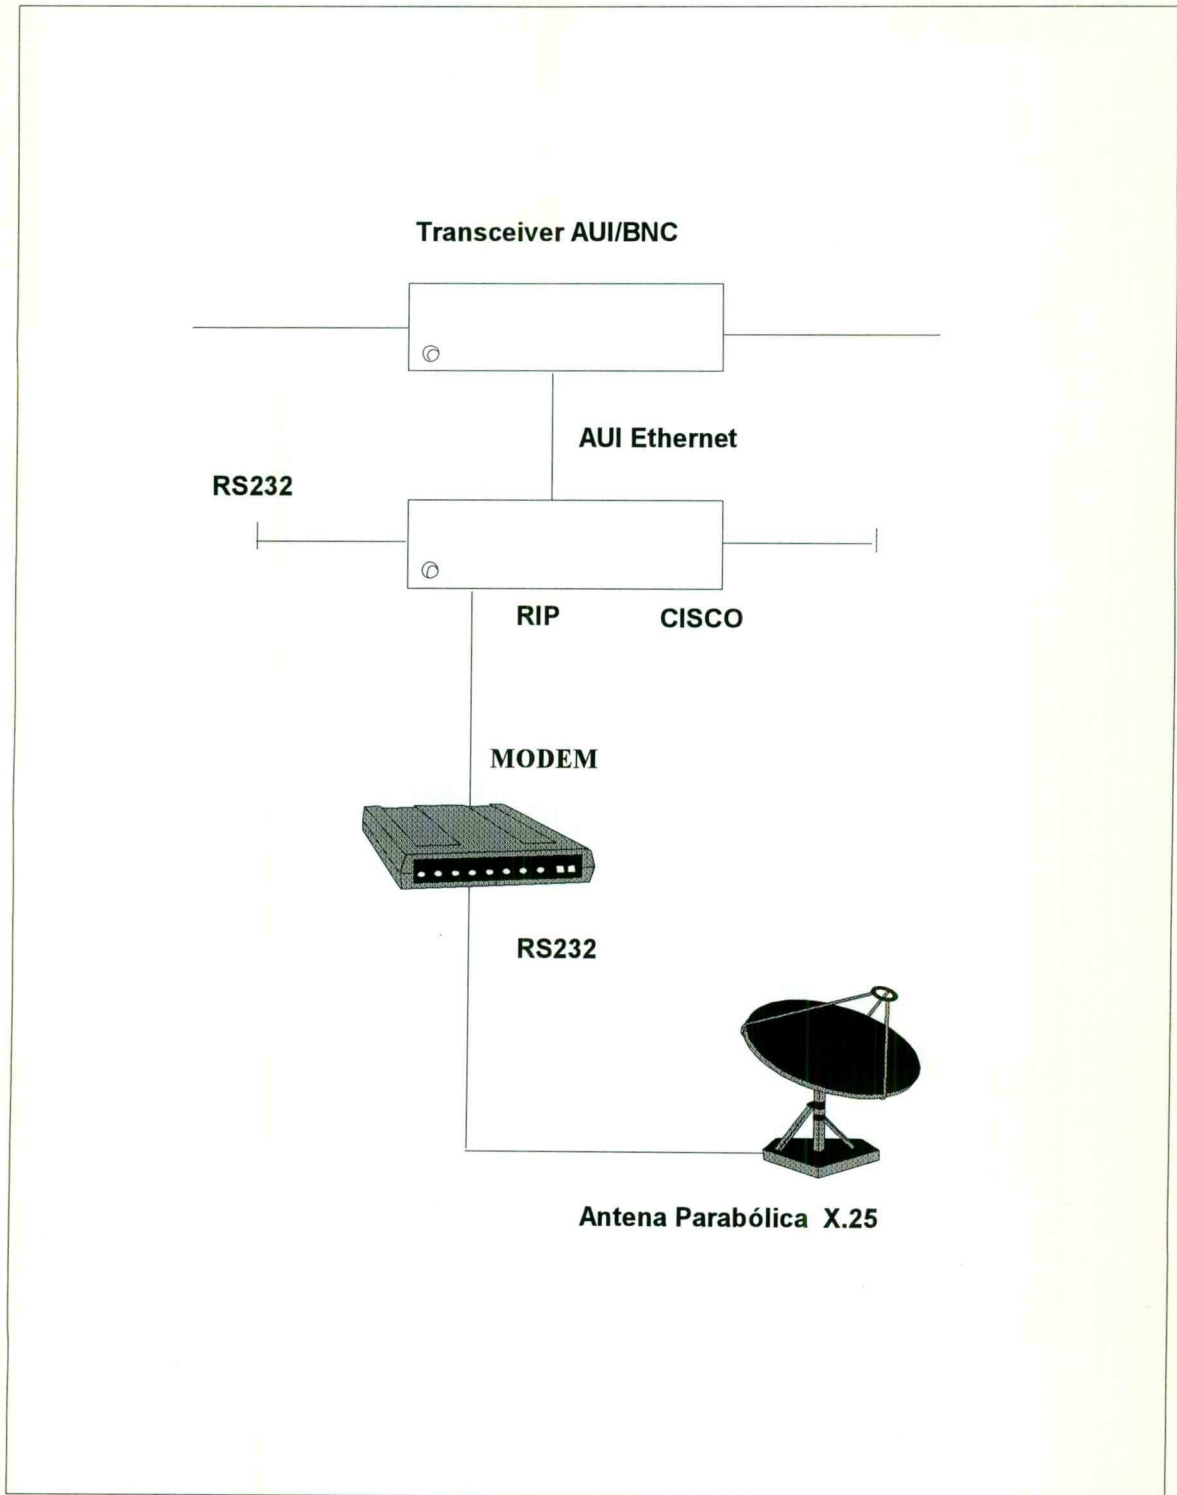 Transceiver AUI/BNC
AUI Ethernet
RS232
RIP CISCO
MODEM
RS232
Antena Parabólica X.25